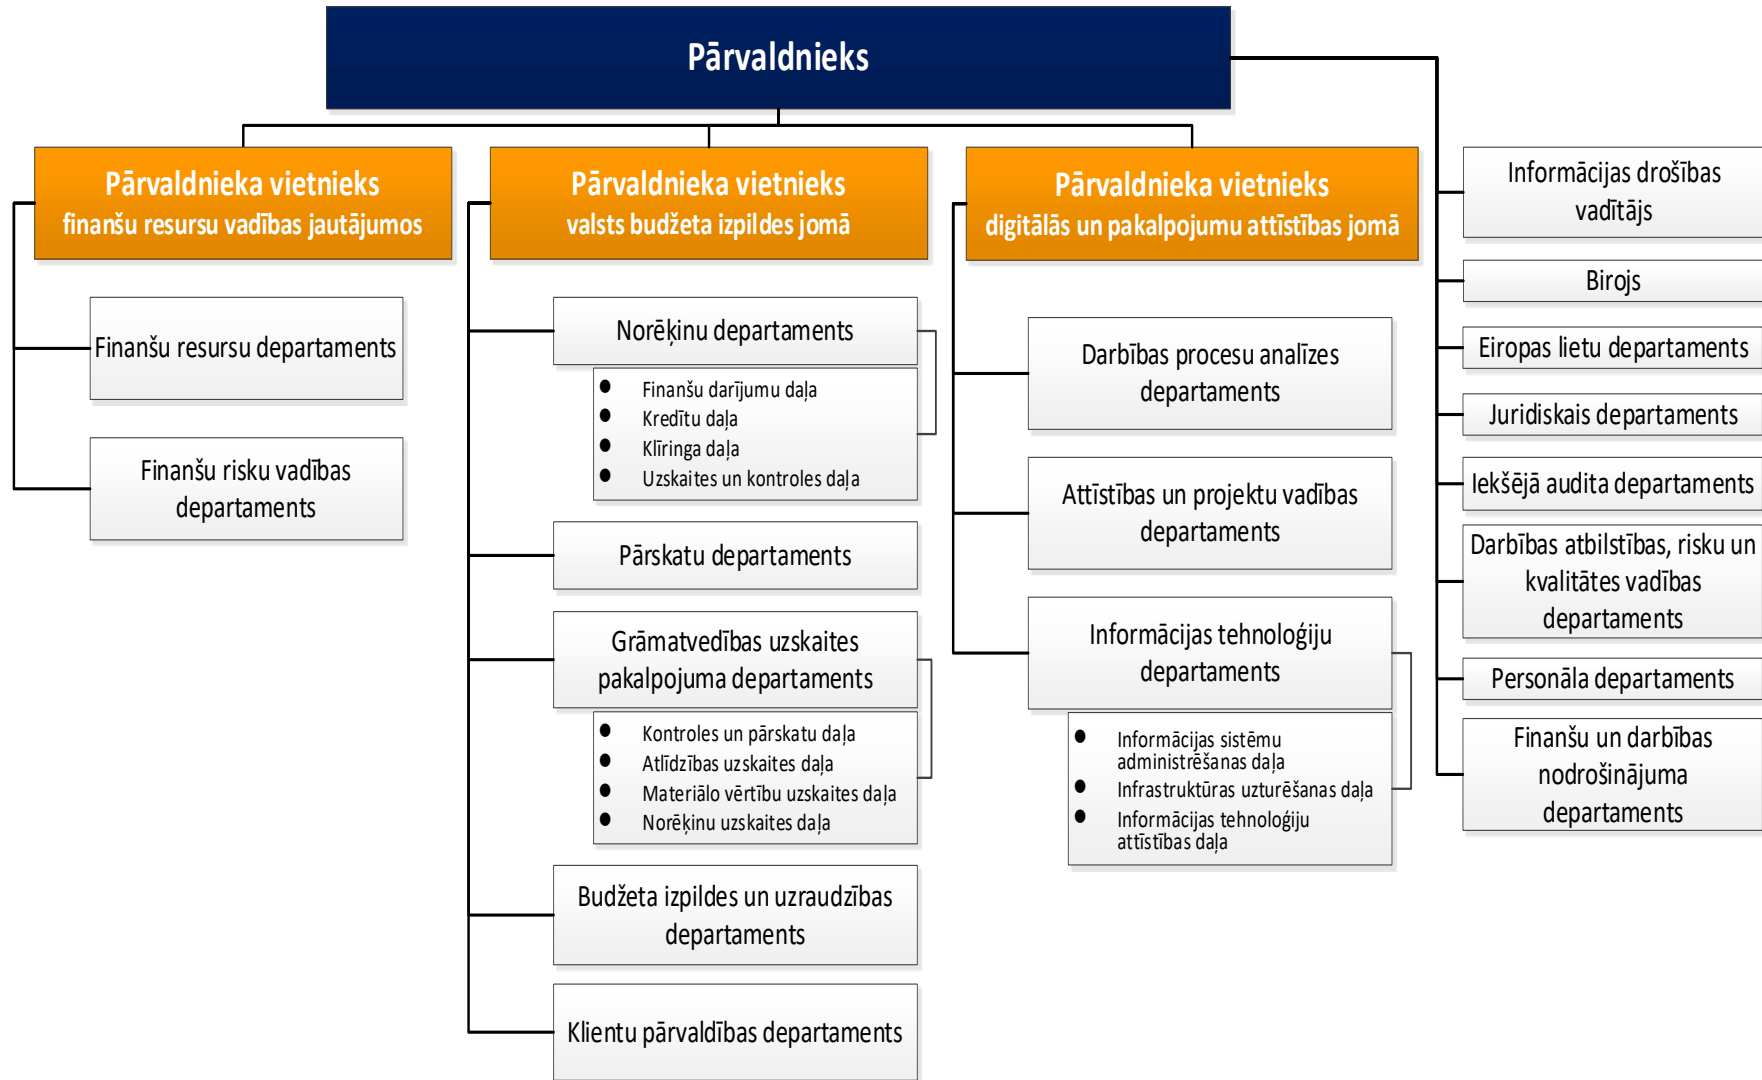 Pārvaldnieks
Pārvaldnieka vietnieks
finanšu resursu vadības jautājumos
Finanšu resursu departaments
Finanšu risku vadības
departaments
Pārvaldnieka vietnieks
valsts budžeta izpildes jomā
Norēķinu departaments
Finanšu darījumu daļa
Kredītu daļa
Klīringa daļa
Uzskaites un kontroles daļa
Pārskatu departaments
Grāmatvedības uzskaites
pakalpojuma departaments
Kontroles un pārskatu daļa
Atlīdzības uzskaites daļa
Materiālo vērtību uzskaites daļa
Norēķinu uzskaites daļa
Budžeta izpildes un uzraudzības
departaments
Klientu pārvaldības departaments
Pārvaldnieka vietnieks
digitālās un pakalpojumu attīstības jomā
Darbības procesu analīzes
departaments
Attīstības un projektu vadības
departaments
Informācijas tehnoloģiju
departaments
Informācijas sistēmu
administrēšanas daļa
Infrastruktūras uzturēšanas daļa
Informācijas tehnoloģiju
attīstības daļa
Informācijas drošības
vadītājs
Birojs
Eiropas lietu departaments
Juridiskais departaments
Iekšējā audita departaments
Darbības atbilstības, risku un
kvalitātes vadības
departaments
Personāla departaments
Finanšu un darbības
nodrošinājuma
departaments